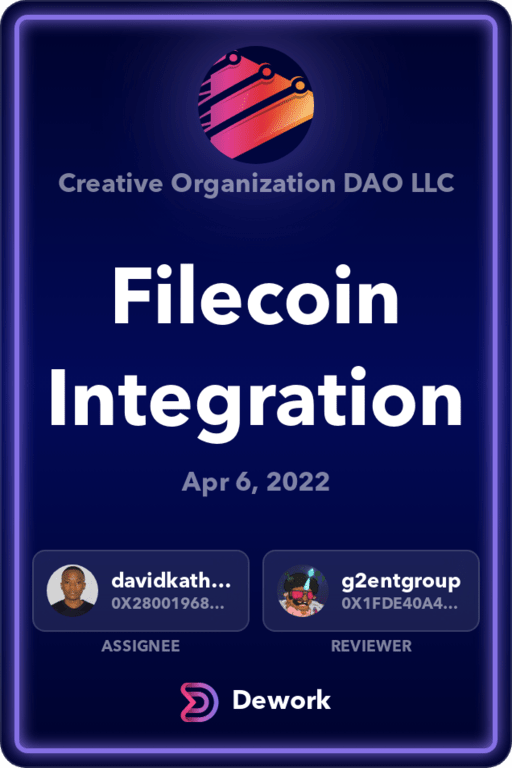 Creative Organization DAO LLC
Filecoin
Integration
Apr 6, 2022
davidkath...
0X28001968...
ASSIGNEE
g2entgroup
0X1FDE40A4...
REVIEWER
Dework